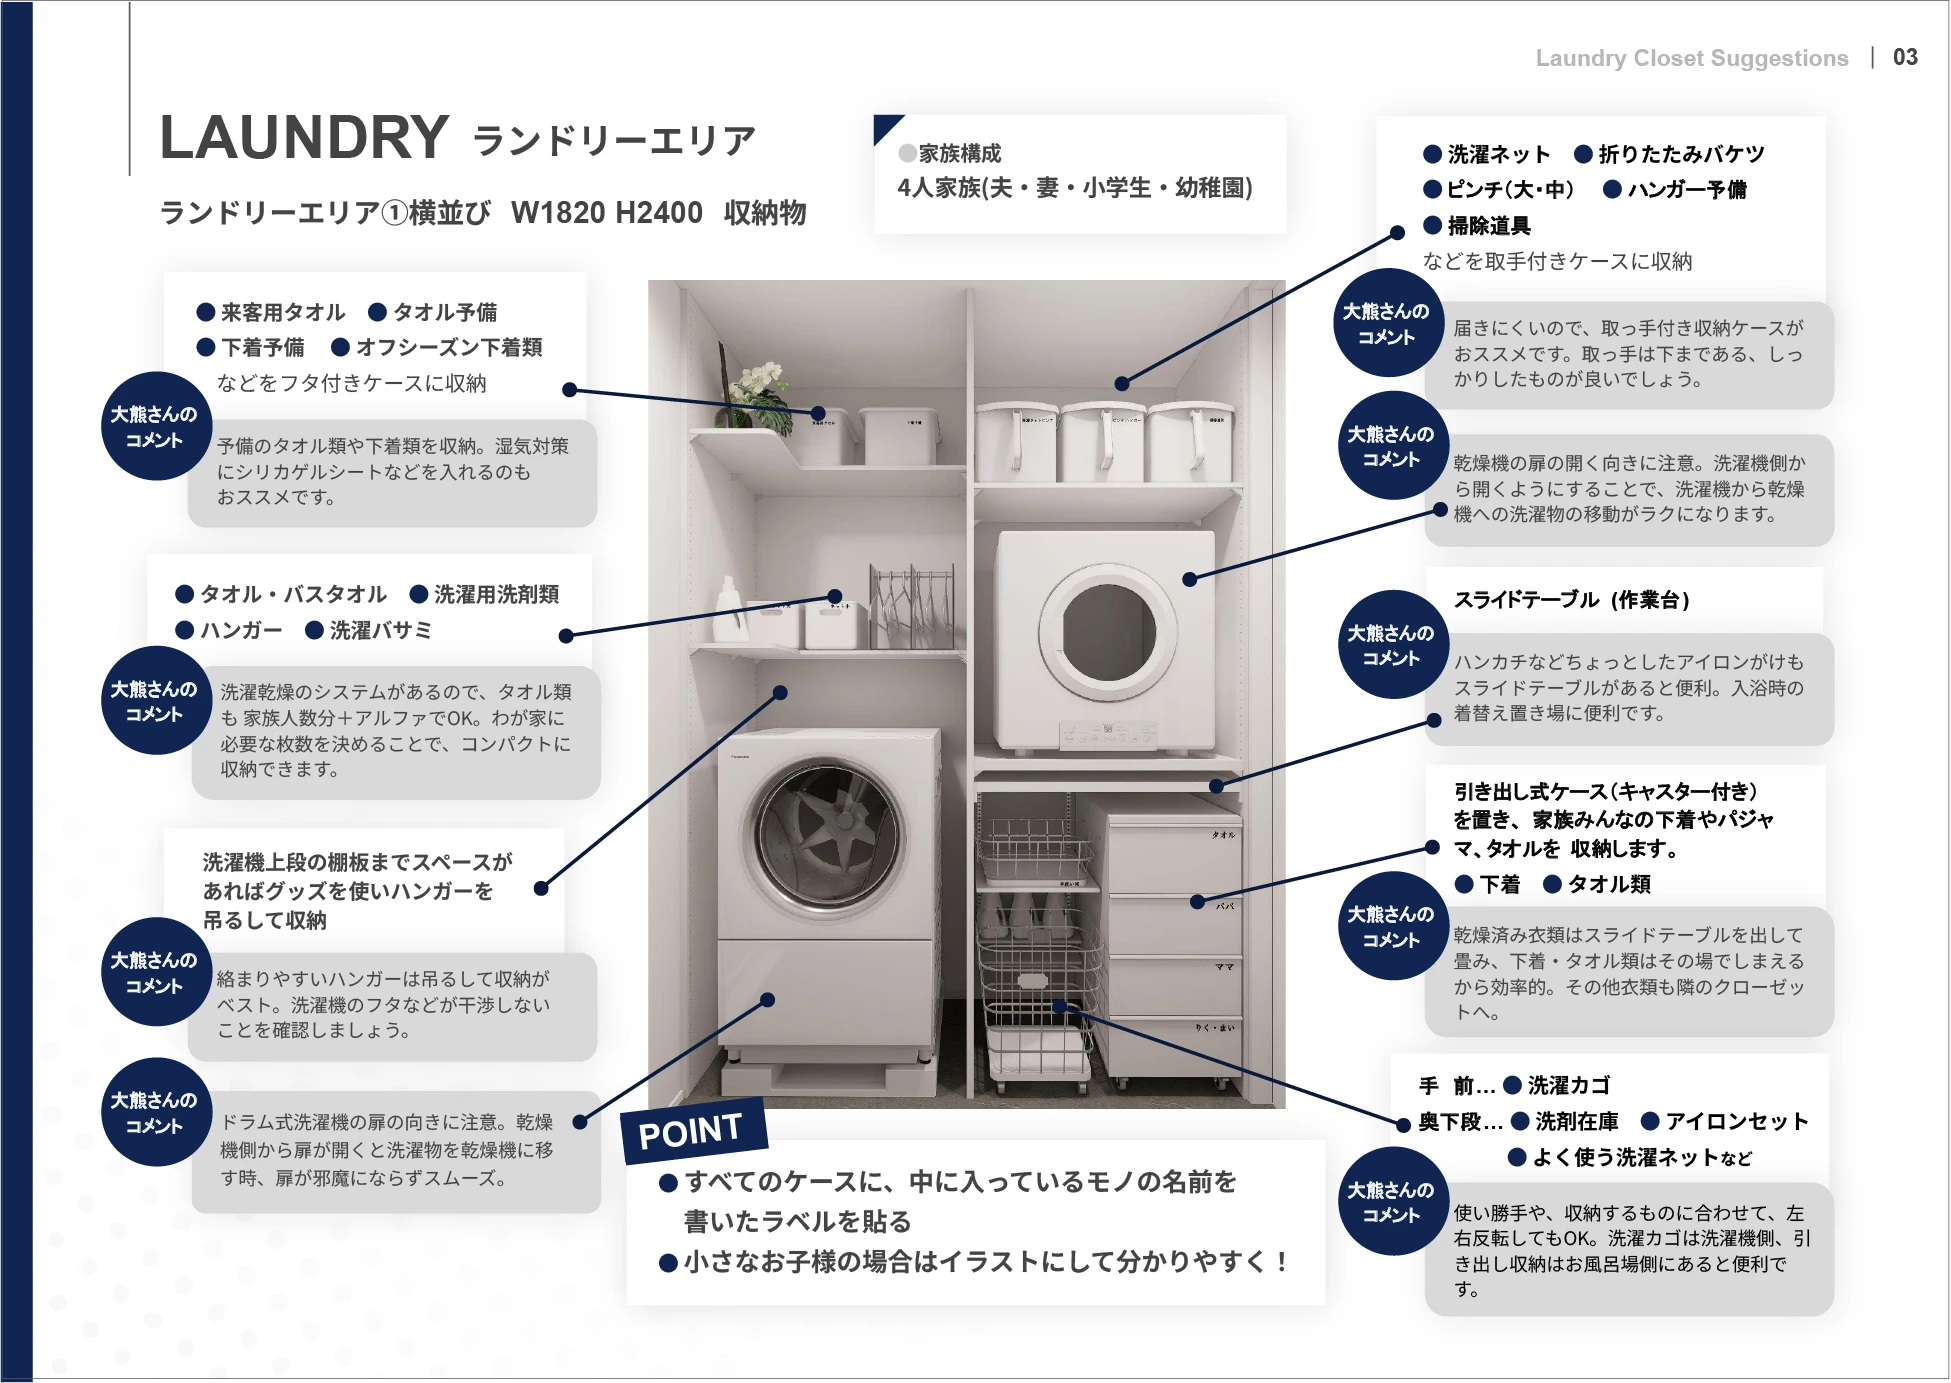 Laundry Closet Suggestions | 03
LAUNDRY ランドリーエリア
ランドリーエリア①横並び W1820 H2400 収納物
●家族構成
4人家族(夫・妻・小学生・幼稚園)
●来客用タオル ●タオル予備
●下着予備 ●オフシーズン下着類
などをフタ付きケースに収納
大熊さんの
コメント
予備のタオル類や下着類を収納。湿気対策
にシリカゲルシートなどを入れるのも
おススメです。
●タオル・バスタオル ●洗濯用洗剤類
●ハンガー ●洗濯バサミ
大熊さんの
コメント
洗濯乾燥のシステムがあるので、タオル類
も 家族人数分＋アルファでOK。わが家に
必要な枚数を決めることで、コンパクトに
収納できます。
洗濯機上段の棚板までスペースが
あればグッズを使いハンガーを
吊るして収納
大熊さんの
コメント
絡まりやすいハンガーは吊るして収納が
ベスト。洗濯機のフタなどが干渉しない
ことを確認しましょう。
大熊さんの
コメント
ドラム式洗濯機の扉の向きに注意。乾燥
機側から扉が開くと洗濯物を乾燥機に移
す時、扉が邪魔にならずスムーズ。
タオル
パパ
ママ
りく・まい
POINT
●すべてのケースに、中に入っているモノの名前を
書いたラベルを貼る
●小さなお子様の場合はイラストにして分かりやすく！
●洗濯ネット ●折りたたみバケツ
●ピンチ(大・中) ●ハンガー予備
●掃除道具
などを取手付きケースに収納
大熊さんの
コメント
届きにくいので、取っ手付き収納ケースが
おススメです。取っ手は下まである、しっ
かりしたものが良いでしょう。
大熊さんの
コメント
乾燥機の扉の開く向きに注意。洗濯機側か
ら開くようにすることで、洗濯機から乾燥
機への洗濯物の移動がラクになります。
スライドテーブル (作業台)
大熊さんの
コメント
ハンカチなどちょっとしたアイロンがけも
スライドテーブルがあると便利。入浴時の
着替え置き場に便利です。
引き出し式ケース(キャスター付き)
を置き、家族みんなの下着やパジャ
マ、タオルを 収納します。
●下着 ●タオル類
大熊さんの
コメント
乾燥済み衣類はスライドテーブルを出して
畳み、下着・タオル類はその場でしまえる
から効率的。その他衣類も隣のクローゼッ
トへ。
手 前… ●洗濯カゴ
奥下段… ●洗剤在庫 ●アイロンセット
●よく使う洗濯ネットなど
大熊さんの
コメント
使い勝手や、収納するものに合わせて、左
右反転してもOK。洗濯カゴは洗濯機側、引
き出し収納はお風呂場側にあると便利で
す。